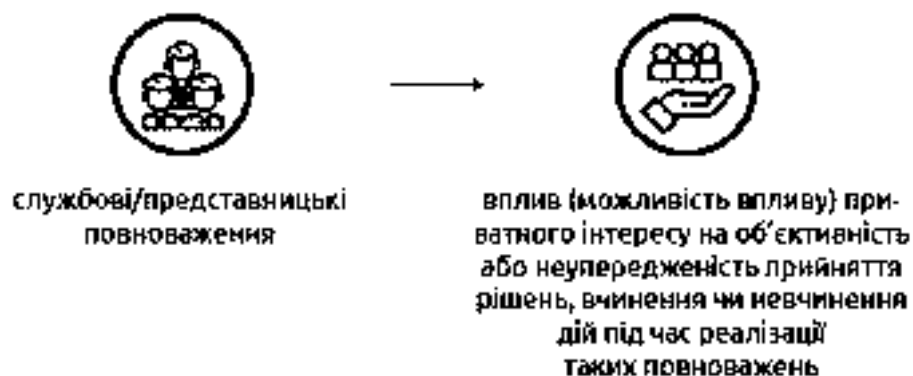 службові/представницькі
повноваження
вплив (можливість впливу) при-
ватного інтересу на об’єктивність
або неупередженість прийняття
рішень, вчинення чи невчинення
дій під час реалізації
таких повноважень